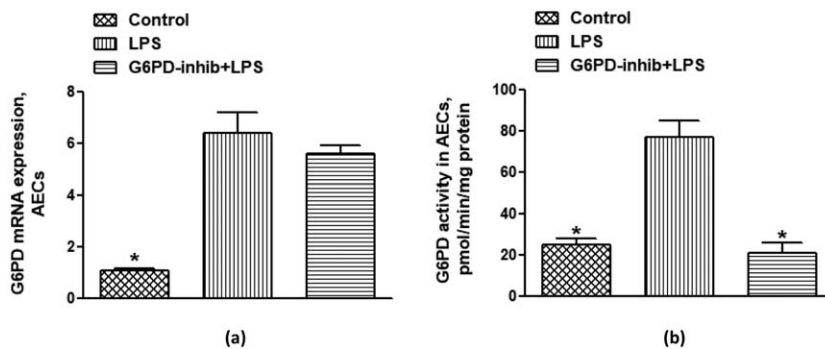 Control
LPS
G6PD-inhib+LPS
G6PD mRNA expression,
AECs
8
6
4
2
0
*
(a)
Control
LPS
G6PD-inhib+LPS
G6PD activity in AECs,
pmol/min/mg protein
100
80
60
40
20
0
*
*
(b)